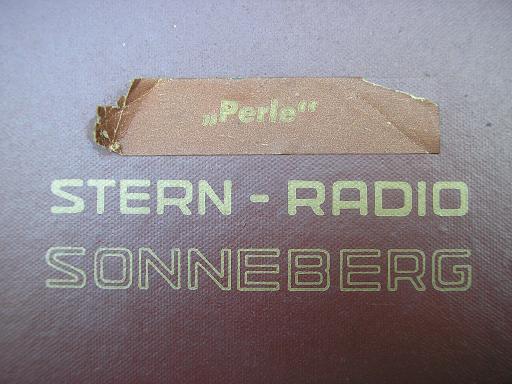 „Perle“
STERN - RADIO
SONNEBERG